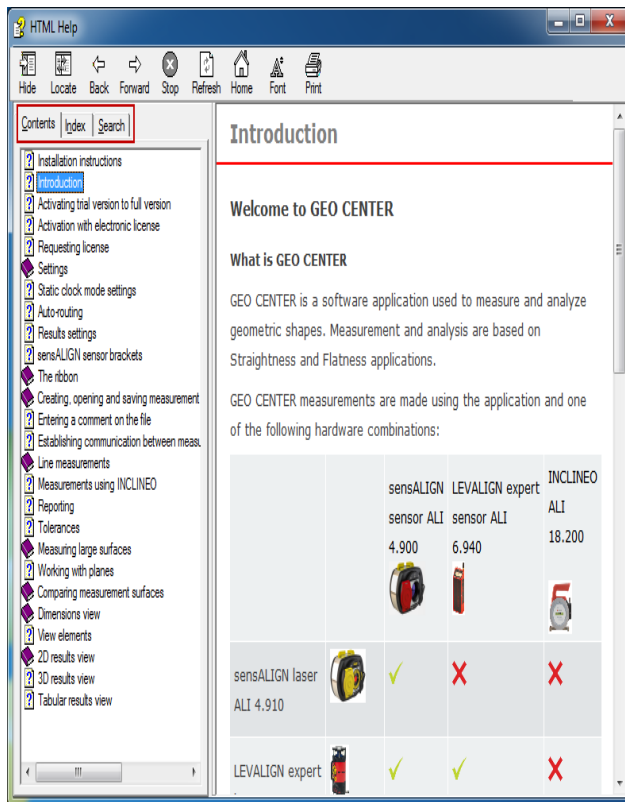 HTML Help
Hide Locate Back Forward Stop Refresh Home Font Print
Contents Index Search
Installation instructions
Introduction
Activating trial version to full version
Activation with electronic license
Requesting license
Settings
Static clock mode settings
Auto-routing
Results settings
sensALIGN sensor brackets
The ribbon
Creating, opening and saving measurement
Entering a comment on the file
Establishing communication between measu
Line measurements
Measurements using INCLINEO
Reporting
Tolerances
Measuring large surfaces
Working with planes
Comparing measurement surfaces
Dimensions view
View elements
2D results view
3D results view
Tabular results view
Introduction
Welcome to GEO CENTER
What is GEO CENTER
GEO CENTER is a software application used to measure and analyze
geometric shapes. Measurement and analysis are based on
Straightness and Flatness applications.
GEO CENTER measurements are made using the application and one
of the following hardware combinations:
sensALIGN
sensor ALI
4.900
LEVALIGN expert
sensor ALI
6.940
INCLINEO
ALI
18.200
sensALIGN laser
ALI 4.910
LEVALIGN expert